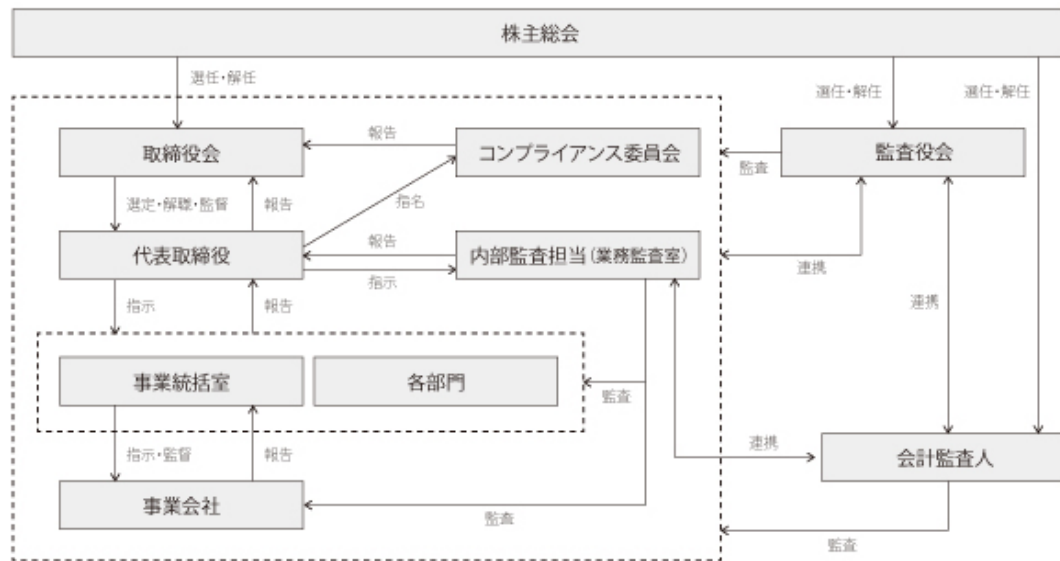 株主総会
選任・解任
選任・解任
選任・解任
取締役会
報告
コンプライアンス委員会
監査
監査役会
選定・解職・監督
報告
指名
代表取締役
報告
指示
内部監査担当(業務監査室)
連携
指示
報告
連携
事業統括室
各部門
監査
指示・監督
報告
連携
会計監査人
事業会社
監査
監査